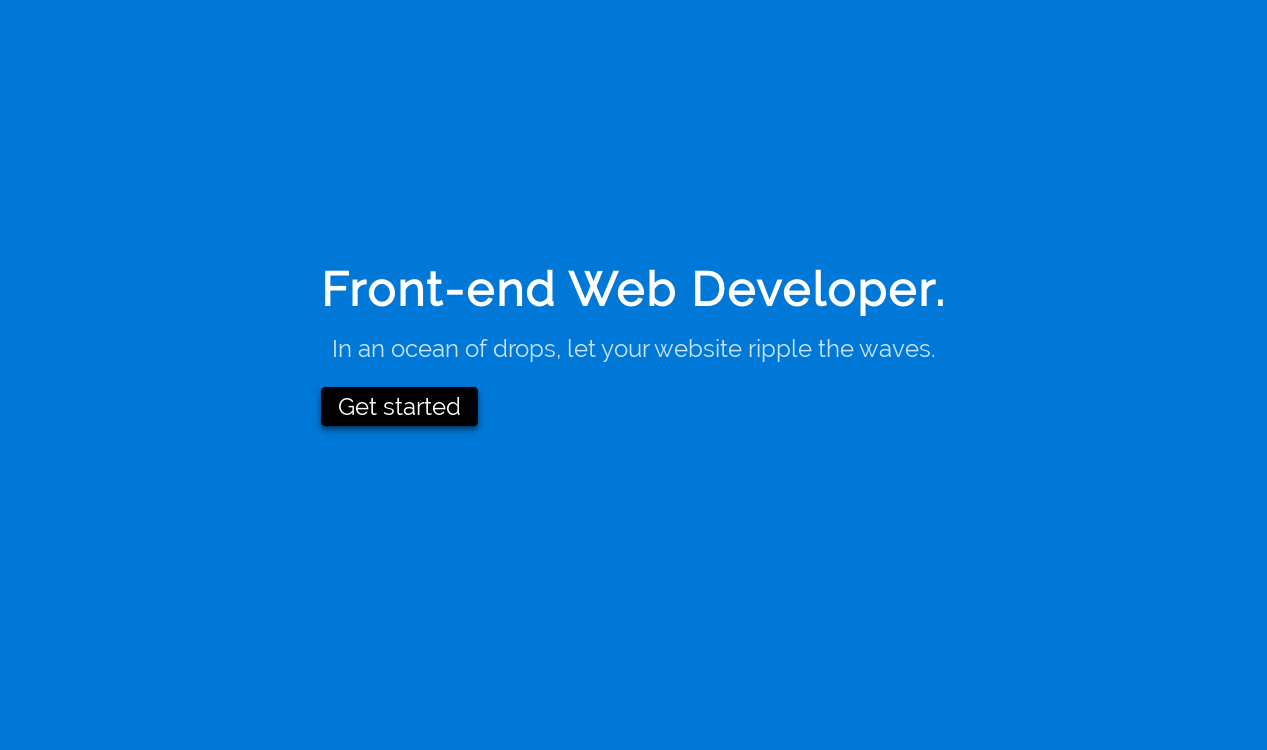 Front-end Web Developer.
In an ocean of drops, let your website ripple the waves.
Get started